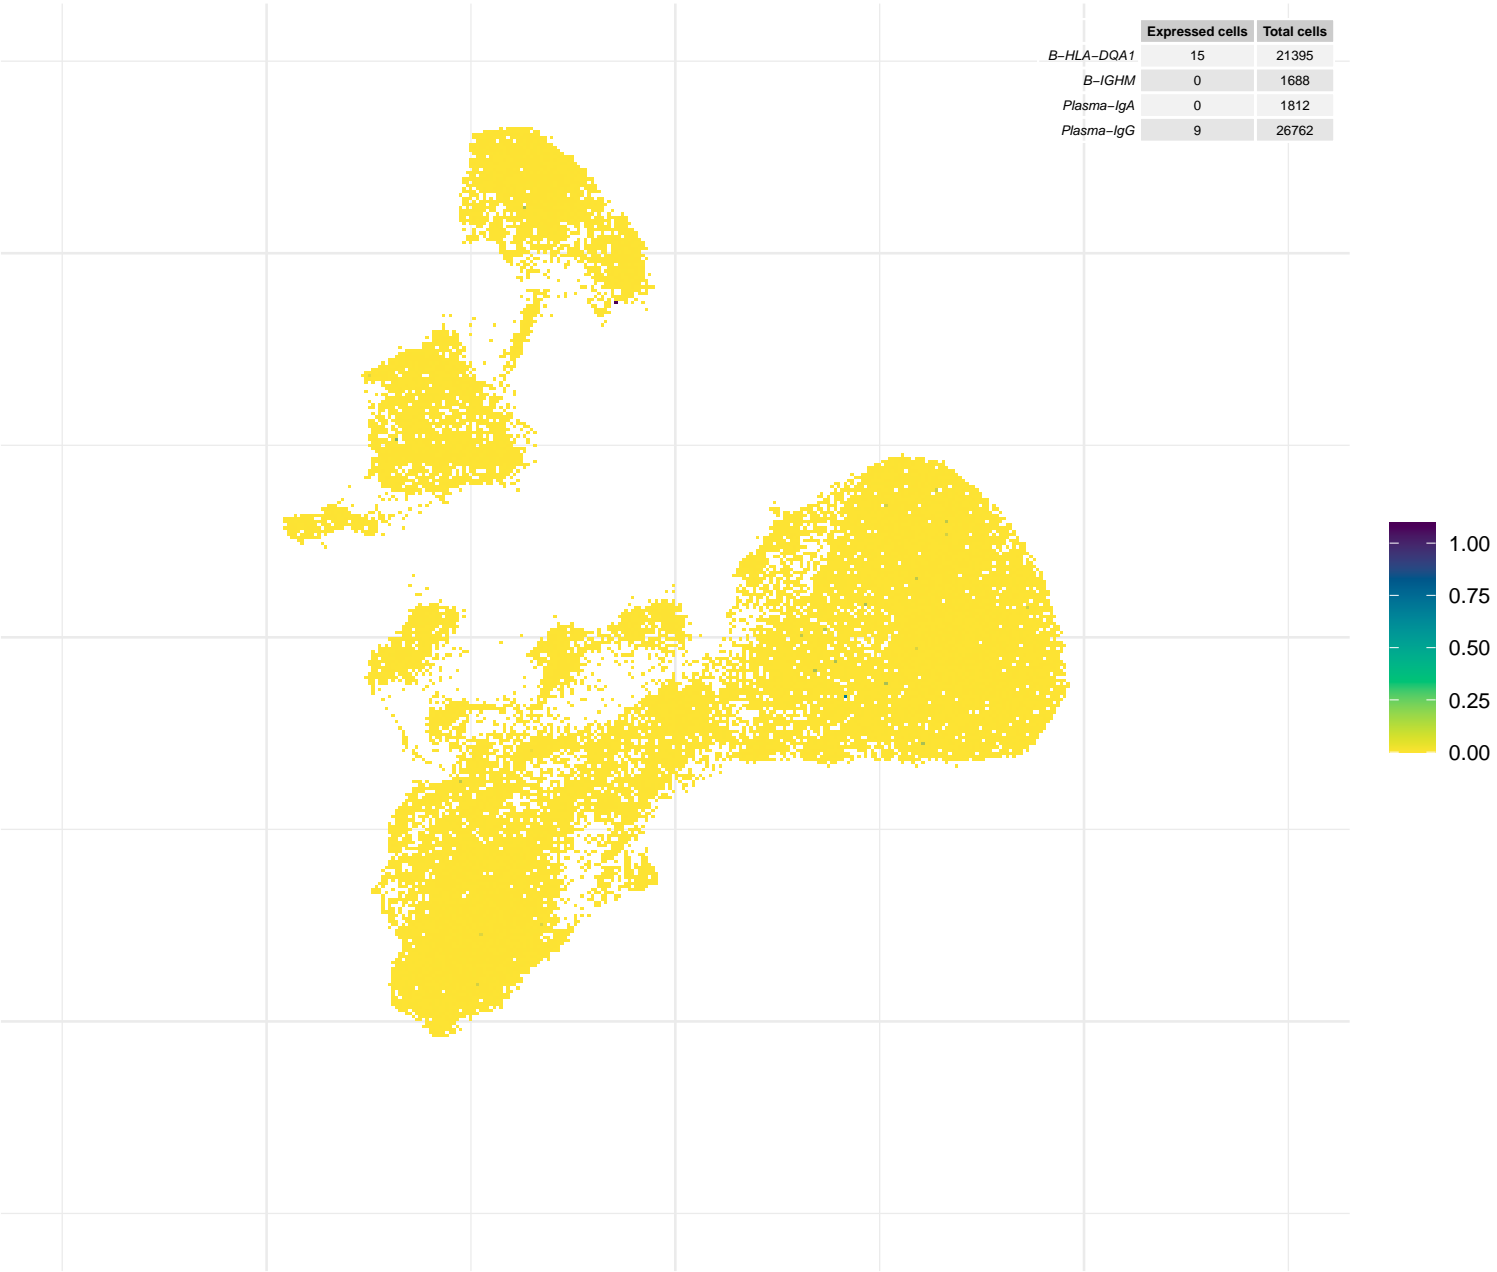 Expressed cells Total cells
B−HLA−DQA1 15 21395
B−IGHM 0 1688
Plasma−IgA 0 1812
Plasma−IgG 9 26762
1.00
0.75
0.50
0.25
0.00